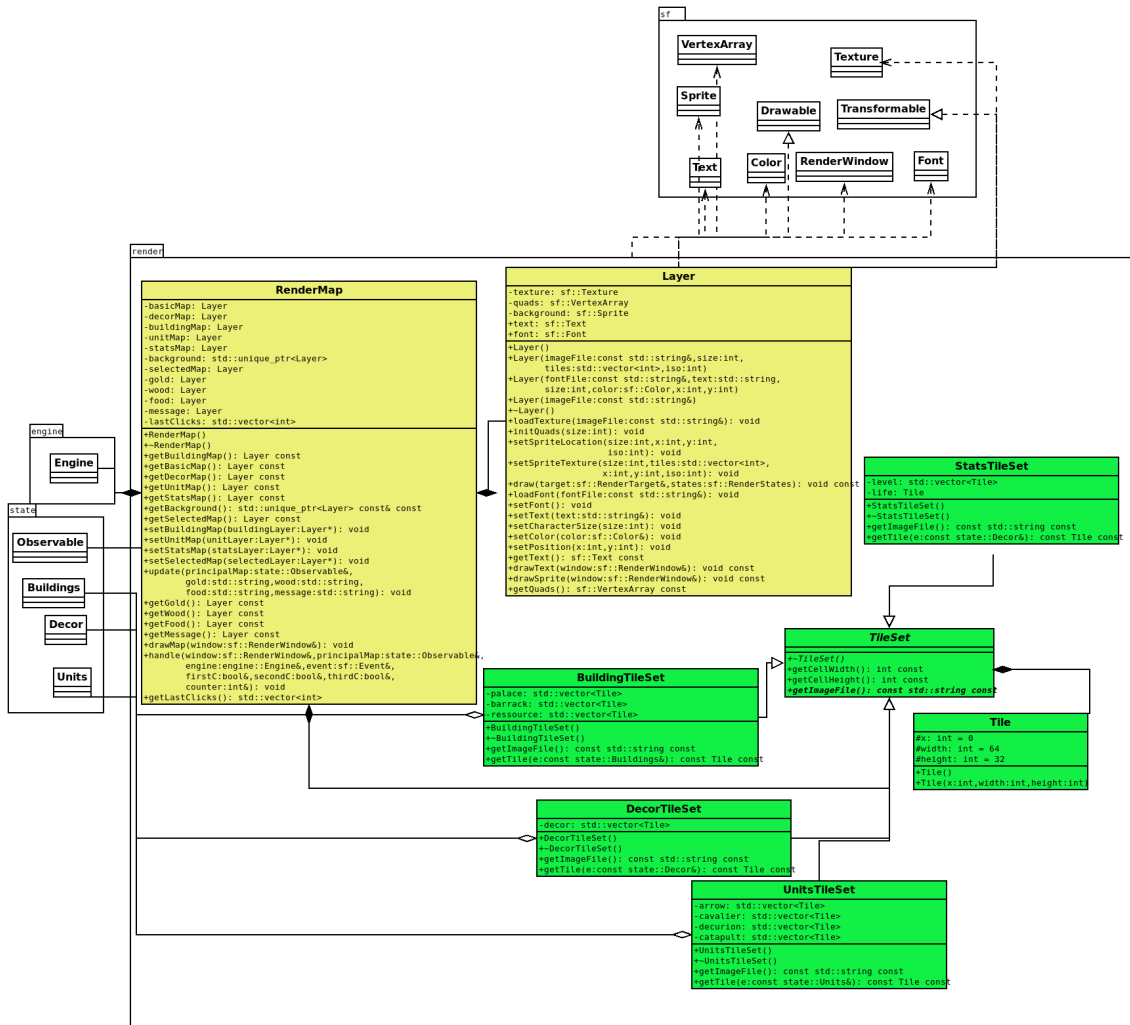 sf
VertexArray
Texture
Sprite
Drawable
Transformable
Text
Color
RenderWindow
Font
render
RenderMap
-basicMap: Layer
-decorMap: Layer
-buildingMap: Layer
-unitMap: Layer
-statsMap: Layer
-background: std::unique_ptr<Layer>
-selectedMap: Layer
-gold: Layer
-wood: Layer
-food: Layer
-message: Layer
-lastClicks: std::vector<int>
+RenderMap()
+~RenderMap()
+getBuildingMap(): Layer const
+getBasicMap(): Layer const
+getDecorMap(): Layer const
+getUnitMap(): Layer const
+getStatsMap(): Layer const
+getBackground(): std::unique_ptr<Layer> const& const
+getSelectedMap(): Layer const
+setBuildingMap(buildingLayer:Layer*): void
+setUnitMap(unitLayer:Layer*): void
+setStatsMap(statsLayer:Layer*): void
+setSelectedMap(selectedLayer:Layer*): void
+update(principalMap:state::Observable&,
gold:std::string,wood:std::string,
food:std::string,message:std::string): void
+getGold(): Layer const
+getWood(): Layer const
+getFood(): Layer const
+getMessage(): Layer const
+drawMap(window:sf::RenderWindow&): void
+handle(window:sf::RenderWindow&,principalMap:state::Observable&,
engine:engine::Engine&,event:sf::Event&,
firstC:bool&,secondC:bool&,thirdC:bool&,
counter:int&): void
+getLastClicks(): std::vector<int>
Layer
-texture: sf::Texture
-quads: sf::VertexArray
-background: sf::Sprite
+text: sf::Text
+font: sf::Font
+Layer()
+Layer(imageFile:const std::string&,size:int,
tiles:std::vector<int>,iso:int)
+Layer(fontFile:const std::string&,text:std::string,
size:int,color:sf::Color,x:int,y:int)
+Layer(imageFile:const std::string&)
+~Layer()
+loadTexture(imageFile:const std::string&): void
+initQuads(size:int): void
+setSpriteLocation(size:int,x:int,y:int,
iso:int): void
+setSpriteTexture(size:int,tiles:std::vector<int>,
x:int,y:int,iso:int): void
+draw(target:sf::RenderTarget&,states:sf::RenderStates): void const
+loadFont(fontFile:const std::string&): void
+setFont(): void
+setText(text:std::string&): void
+setCharacterSize(size:int): void
+setColor(color:sf::Color&): void
+setPosition(x:int,y:int): void
+getText(): sf::Text const
+drawText(window:sf::RenderWindow&): void const
+drawSprite(window:sf::RenderWindow&): void const
+getQuads(): sf::VertexArray const
engine
Engine
state
Observable
Buildings
Decor
Units
StatsTileSet
-level: std::vector<Tile>
-life: Tile
+StatsTileSet()
+~StatsTileSet()
+getImageFile(): const std::string const
+getTile(e:const state::Decor&): const Tile const
TileSet
+~TileSet()
+getCellWidth(): int const
+getCellHeight(): int const
+getImageFile(): const std::string const
Tile
#x: int = 0
#width: int = 64
#height: int = 32
+Tile()
+Tile(x:int,width:int,height:int)
BuildingTileSet
-palace: std::vector<Tile>
-barrack: std::vector<Tile>
-ressource: std::vector<Tile>
+BuildingTileSet()
+~BuildingTileSet()
+getImageFile(): const std::string const
+getTile(e:const state::Buildings&): const Tile const
DecorTileSet
-decor: std::vector<Tile>
+DecorTileSet()
+~DecorTileSet()
+getImageFile(): const std::string const
+getTile(e:const state::Decor&): const Tile const
UnitsTileSet
-arrow: std::vector<Tile>
-cavalier: std::vector<Tile>
-decurion: std::vector<Tile>
-catapult: std::vector<Tile>
+UnitsTileSet()
+~UnitsTileSet()
+getImageFile(): const std::string const
+getTile(e:const state::Units&): const Tile const